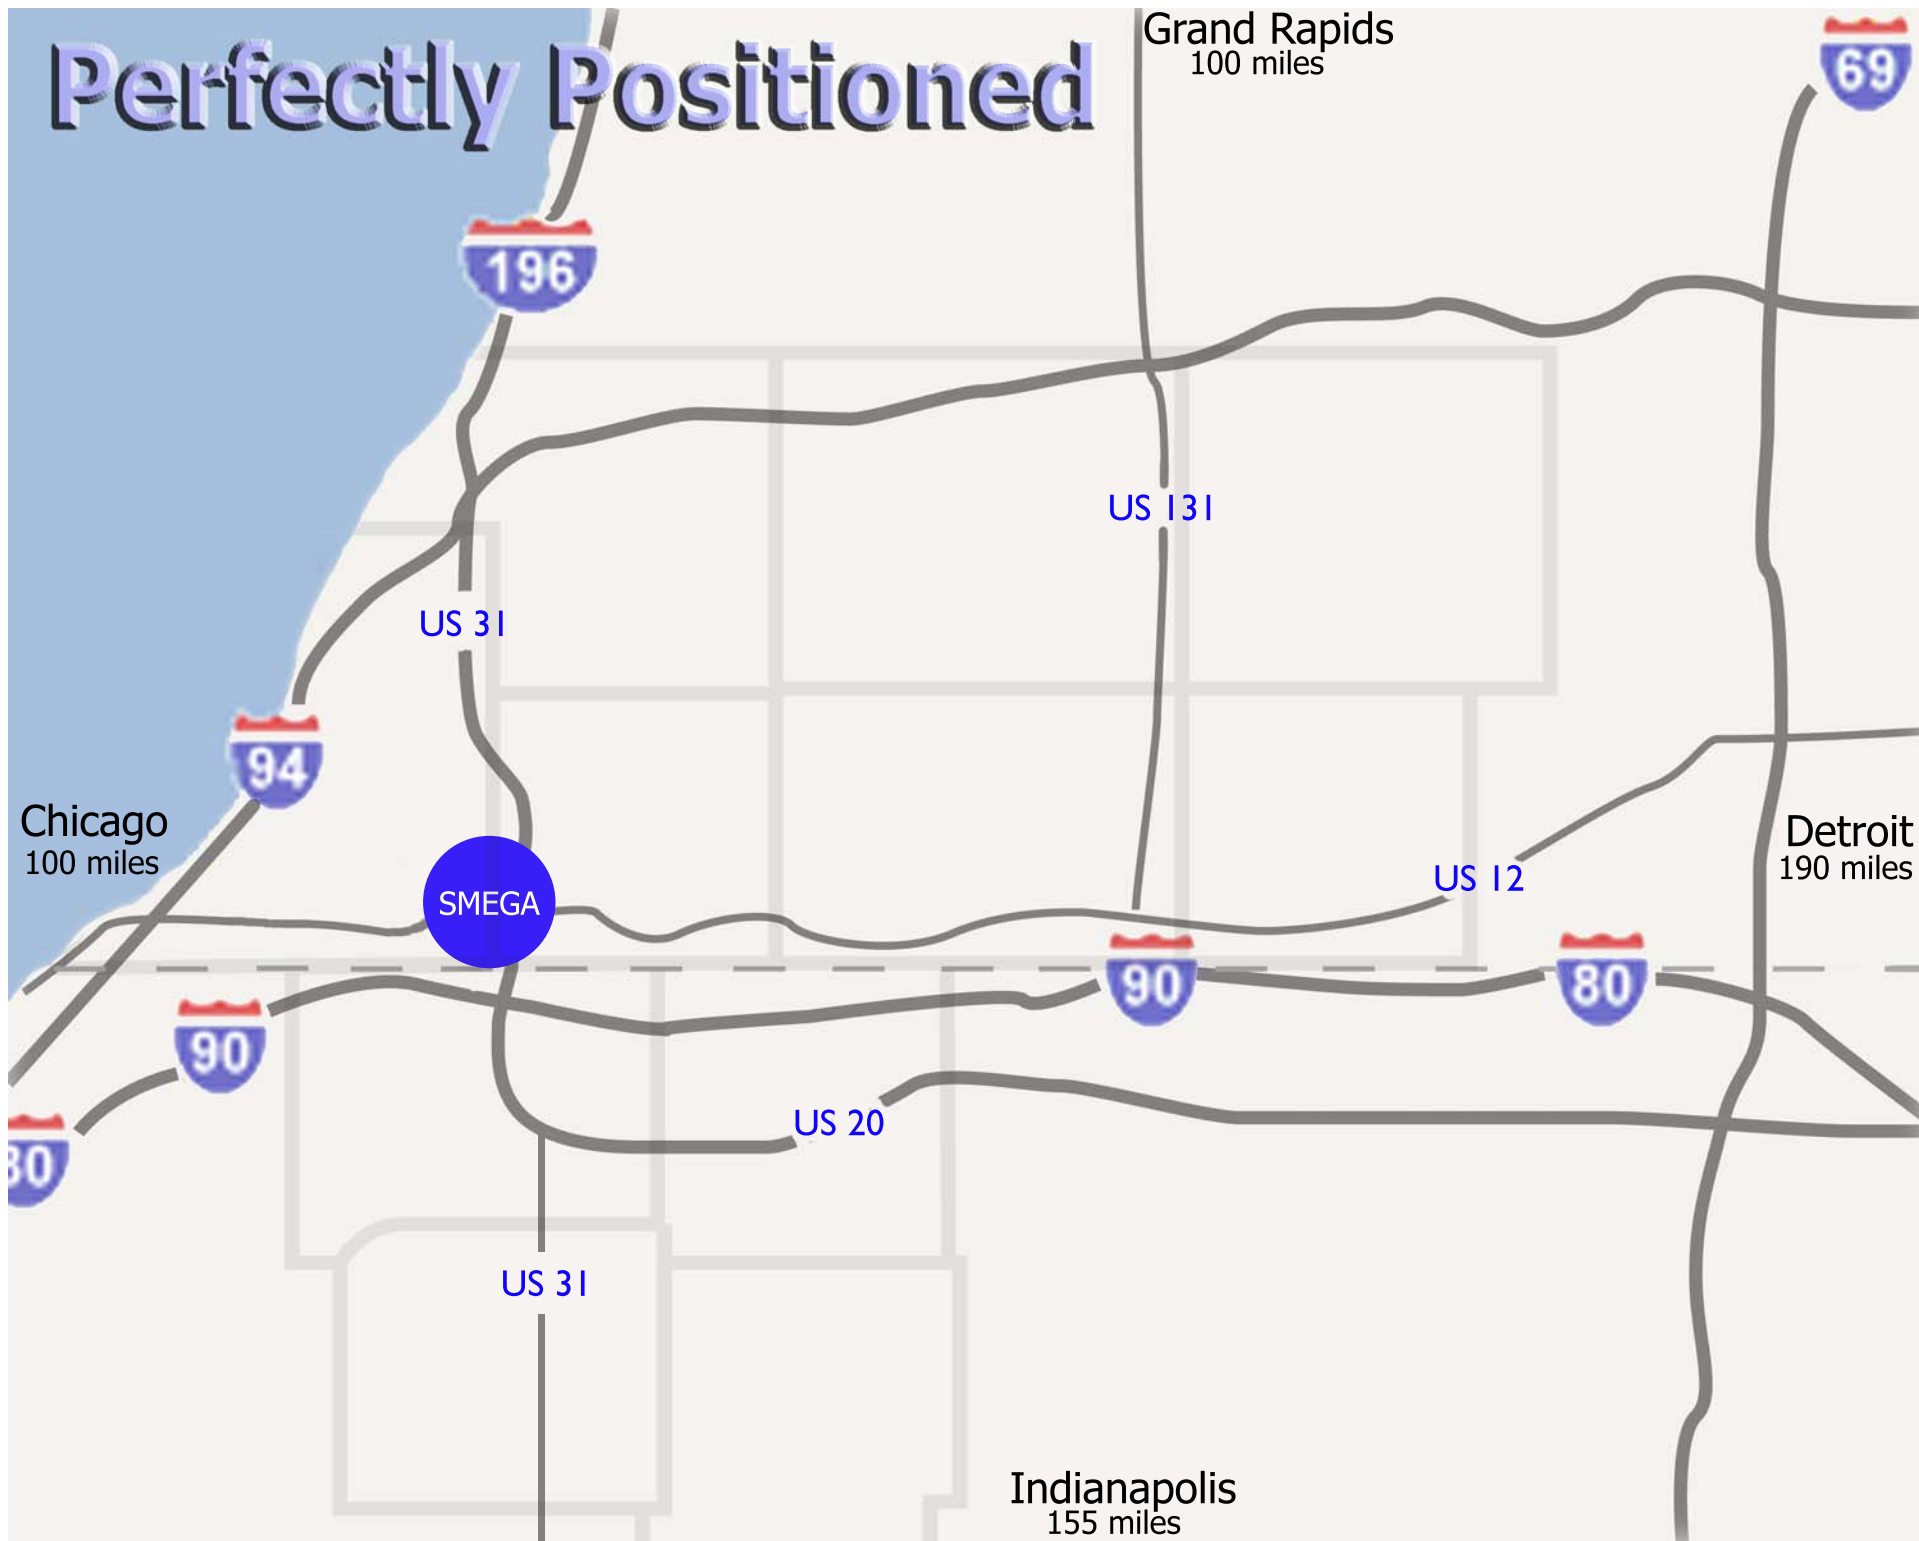 Perfectly Positioned
Grand Rapids
100 miles
69
196
US 131
US 31
94
Chicago
100 miles
Detroit
190 miles
SMEGA
US 12
90
80
90
US 20
80
US 31
Indianapolis
155 miles